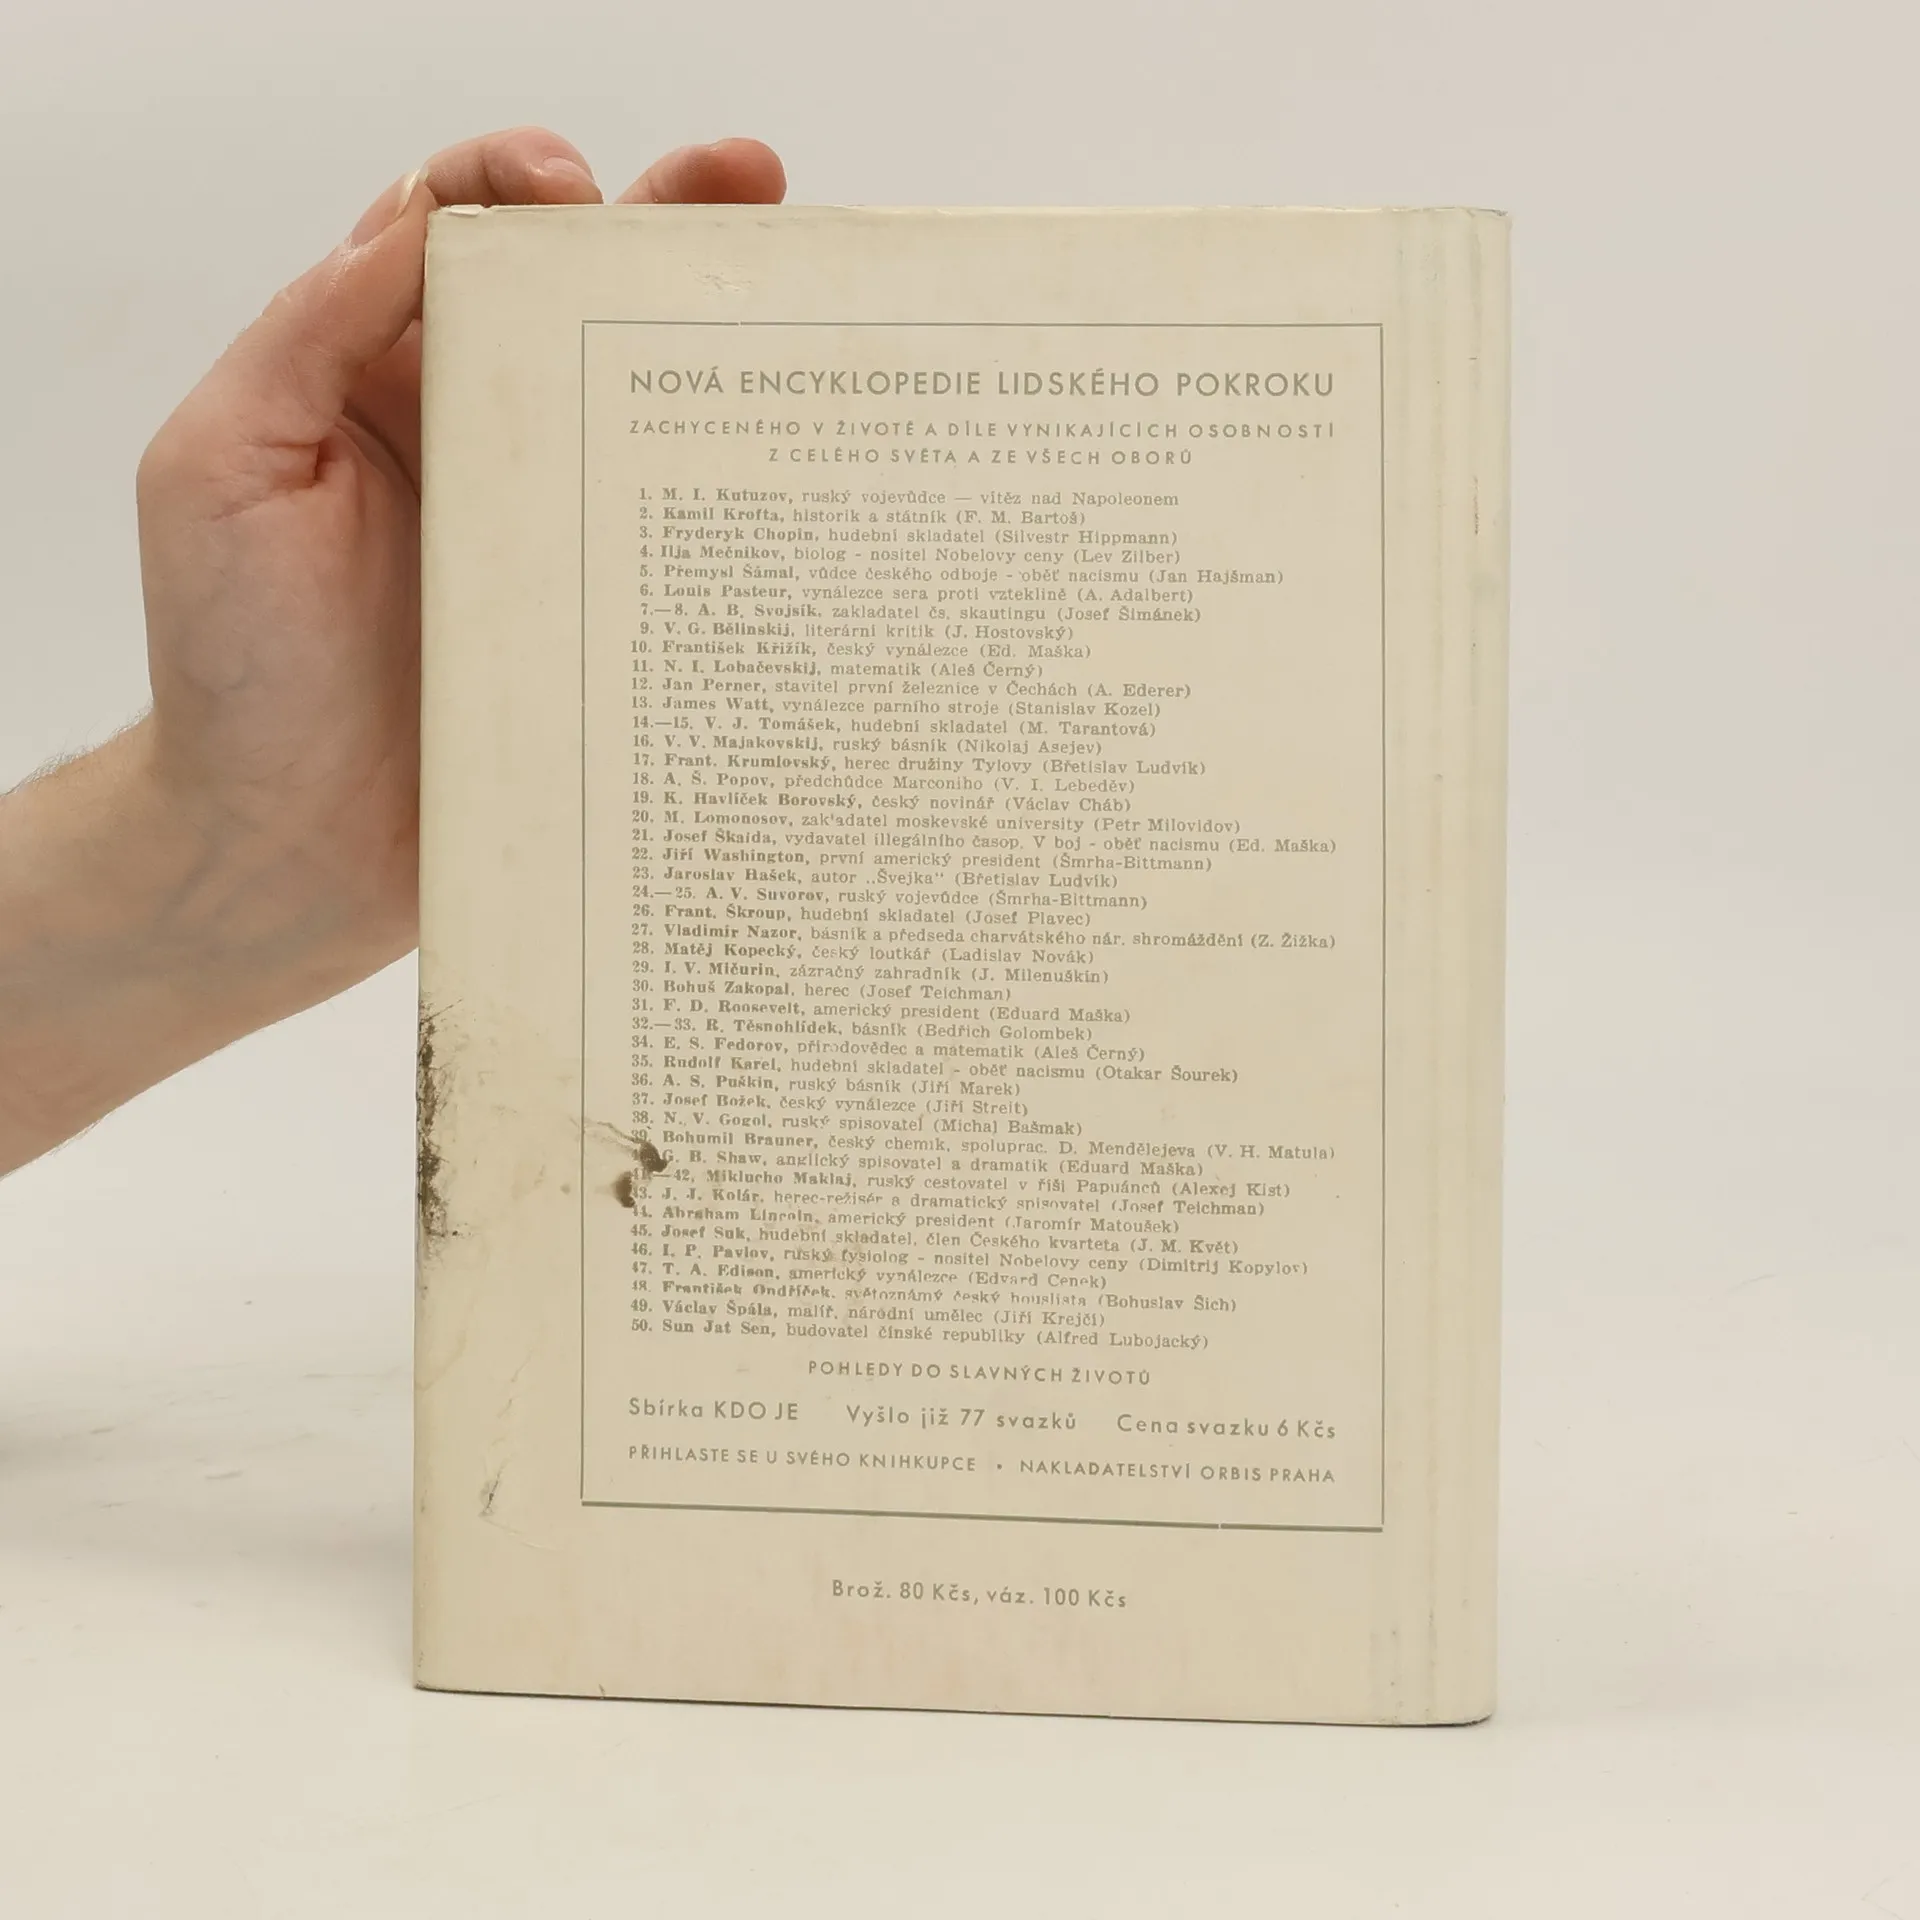 NOVÁ ENCYKLOPEDIE LIDSKÉHO POKROKU
ZACHYCENÉHO V ŽIVOTĚ A DÍLE VYNIKAJÍCÍCH OSOBNOSTÍ
Z CELÉHO SVĚTA A ZE VŠECH OBORŮ
1. M. I. Kutuzov, ruský vojevůdce — vítěz nad Napoleonem
2. Kamil Krofta, historik a státník (F. M. Bartoš)
3. Fryderyk Chopin, hudební skladatel (Silvestr Hippmann)
4. Ilja Mečnikov, biolog - nositel Nobelovy ceny (Lev Zilber)
5. Přemysl Šámal, vůdce českého odboje - oběť nacismu (Jan Hajšman)
6. Louis Pasteur, vynálezce sera proti vzteklině (A. Adalbert)
7.—8. A. B. Svojsík, zakladatel čs. skautingu (Josef Šimánek)
9. V. G. Bělinskij, literární kritik (J. Hostovský)
10. František Křižík, český vynálezce (Ed. Maška)
11. N. I. Lobačevskij, matematik (Aleš Černý)
12. Jan Perner, stavitel první železnice v Čechách (A. Ederer)
13. James Watt, vynálezce parního stroje (Stanislav Kozel)
14.—15. V. J. Tomášek, hudební skladatel (M. Tarantová)
16. V. V. Majakovskij, ruský básník (Nikolaj Asejev)
17. Frant. Krumlovský, herec družiny Tylovy (Břetislav Ludvík)
18. A. Š. Popov, předchůdce Marconiho (V. I. Lebeděv)
19. K. Havlíček Borovský, český novinář (Václav Cháb)
20. M. Lomonosov, zakladatel moskevské university (Petr Milovidov)
21. Josef Škalda, vydavatel illegálního časop. V boj - oběť nacismu (Ed. Maška)
22. Jiří Washington, první americký president (Šmrha-Bittmann)
23. Jaroslav Hašek, autor „Švejka“ (Břetislav Ludvík)
24.—25. A. V. Suvorov, ruský vojevůdce (Šmrha-Bittmann)
26. Frant. Škroup, hudební skladatel (Josef Plavec)
27. Vladimir Nazor, básník a předseda charvátského nár. shromáždění (Z. Žižka)
28. Matěj Kopecký, český loutkář (Ladislav Novák)
29. I. V. Mičurin, zázračný zahradník (J. Milenuškin)
30. Bohuš Zakopal, herec (Josef Teichman)
31. F. D. Roosevelt, americký president (Eduard Maška)
32.—33. R. Těsnohlídek, básník (Bedřich Golombek)
34. E. S. Fedorov, přírodovědec a matematik (Aleš Černý)
35. Rudolf Karel, hudební skladatel - oběť nacismu (Otakar Šourek)
36. A. S. Puškin, ruský básník (Jiří Marek)
37. Josef Božek, český vynálezce (Jiří Streit)
38. N. V. Gogol, ruský spisovatel (Michal Bašmak)
39. Bohumil Brauner, český chemik, spoluprac. D. Mendělejeva (V. H. Matula)
G. B. Shaw, anglický spisovatel a dramatik (Eduard Maška)
41.—42. Miklucho Maklaj, ruský cestovatel v říši Papuánců (Alexej Kist)
43. J. J. Kolár, herec-režisér a dramatický spisovatel (Josef Teichman)
44. Abraham Lincoln, americký president (Jaromír Matoušek)
45. Josef Suk, hudební skladatel, člen Českého kvarteta (J. M. Květ)
46. I. P. Pavlov, ruský fysiolog - nositel Nobelovy ceny (Dimitrij Kopylov)
47. T. A. Edison, americký vynálezce (Edvard Cenek)
48. František Ondříček, světoznámý český houslista (Bohuslav Šich)
49. Václav Špála, malíř, národní umělec (Jiří Krejčí)
50. Sun Jat Sen, budovatel čínské republiky (Alfred Lubojacký)
POHLEDY DO SLAVNÝCH ŽIVOTŮ
Sbírka KDO JE Vyšlo již 77 svazků Cena svazku 6 Kčs
PŘIHLASTE SE U SVÉHO KNIHKUPCE • NAKLADATELSTVÍ ORBIS PRAHA
Brož. 80 Kčs, váz. 100 Kčs